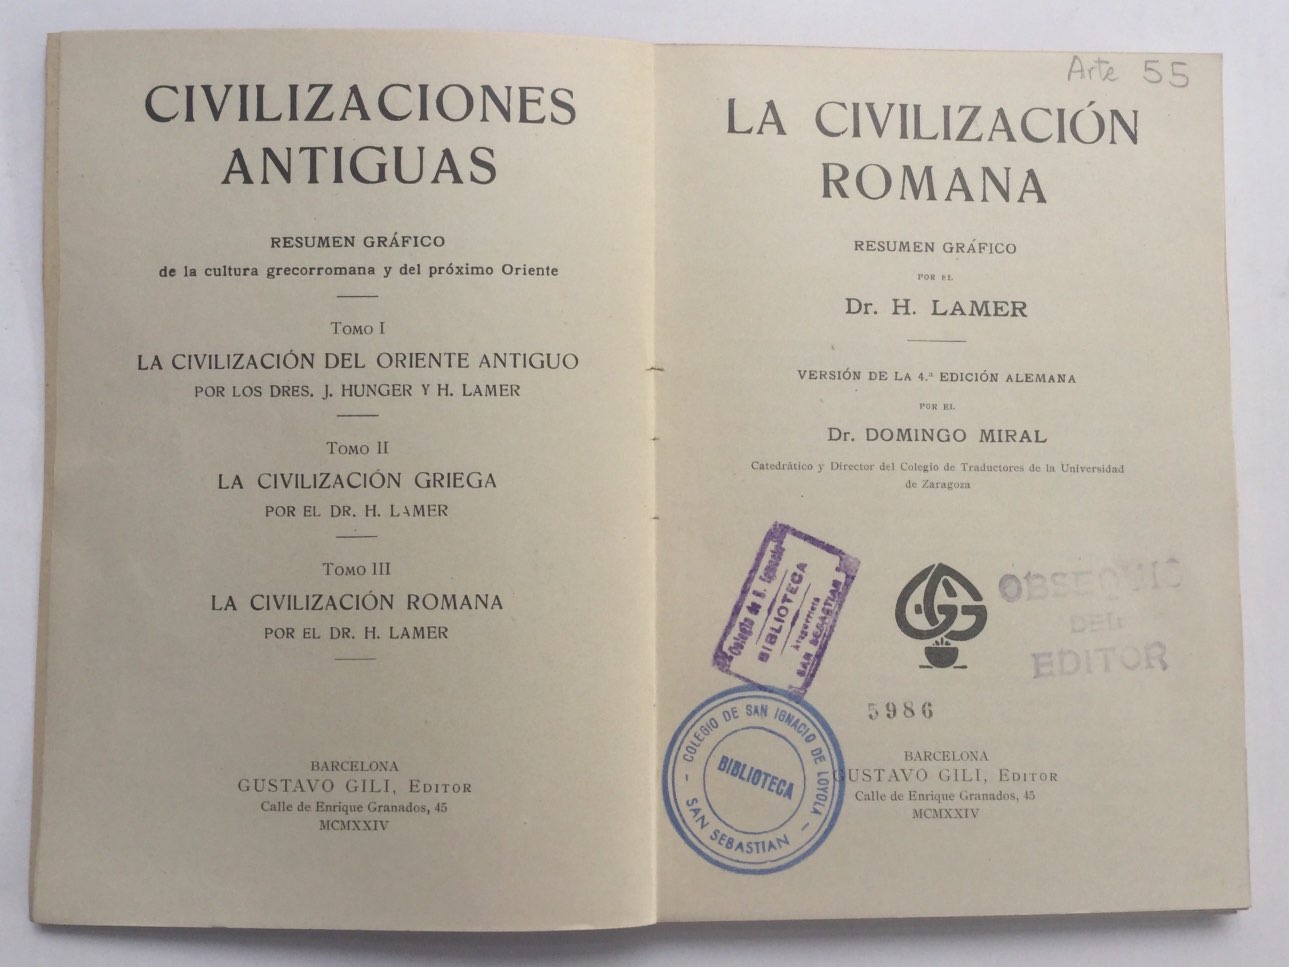 CIVILIZACIONES
ANTIGUAS
RESUMEN GRÁFICO
de la cultura grecorromana y del próximo Oriente
Tomo I
LA CIVILIZACIÓN DEL ORIENTE ANTIGUO
POR LOS DRES. J. HUNGER Y H. LAMER
Tomo II
LA CIVILIZACIÓN GRIEGA
POR EL DR. H. LAMER
Tomo III
LA CIVILIZACIÓN ROMANA
POR EL DR. H. LAMER
BARCELONA
GUSTAVO GILI, Editor
Calle de Enrique Granados, 45
MCMXXIV
Arte 55
LA CIVILIZACIÓN
ROMANA
RESUMEN GRÁFICO
POR EL
Dr. H. LAMER
VERSIÓN DE LA 4.ª EDICIÓN ALEMANA
POR EL
Dr. DOMINGO MIRAL
Catedrático y Director del Colegio de Traductores de la Universidad
de Zaragoza
Colegio de S. Ignacio
BIBLIOTECA
Ategorrieta
SAN SEBASTIAN
GG
OBSEQUIO
DEL
EDITOR
5986
COLEGIO DE SAN IGNACIO DE LOYOLA
BIBLIOTECA
SAN SEBASTIAN
BARCELONA
GUSTAVO GILI, Editor
Calle de Enrique Granados, 45
MCMXXIV